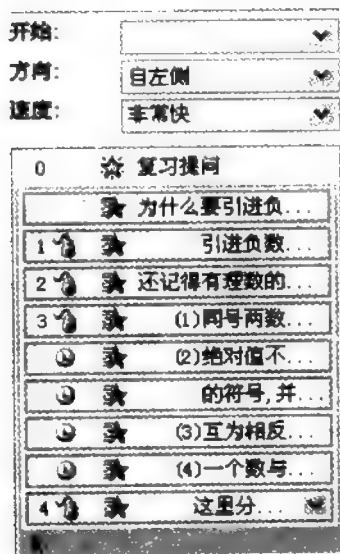 开始:
方向: 自左侧
速度: 非常快
0 复习提问
为什么要引进负...
1 引进负数...
2 还记得有理数的...
3 (1)同号两数...
(2)绝对值不...
的符号,并...
(3)互为相反...
(4)一个数与...
4 这里分...